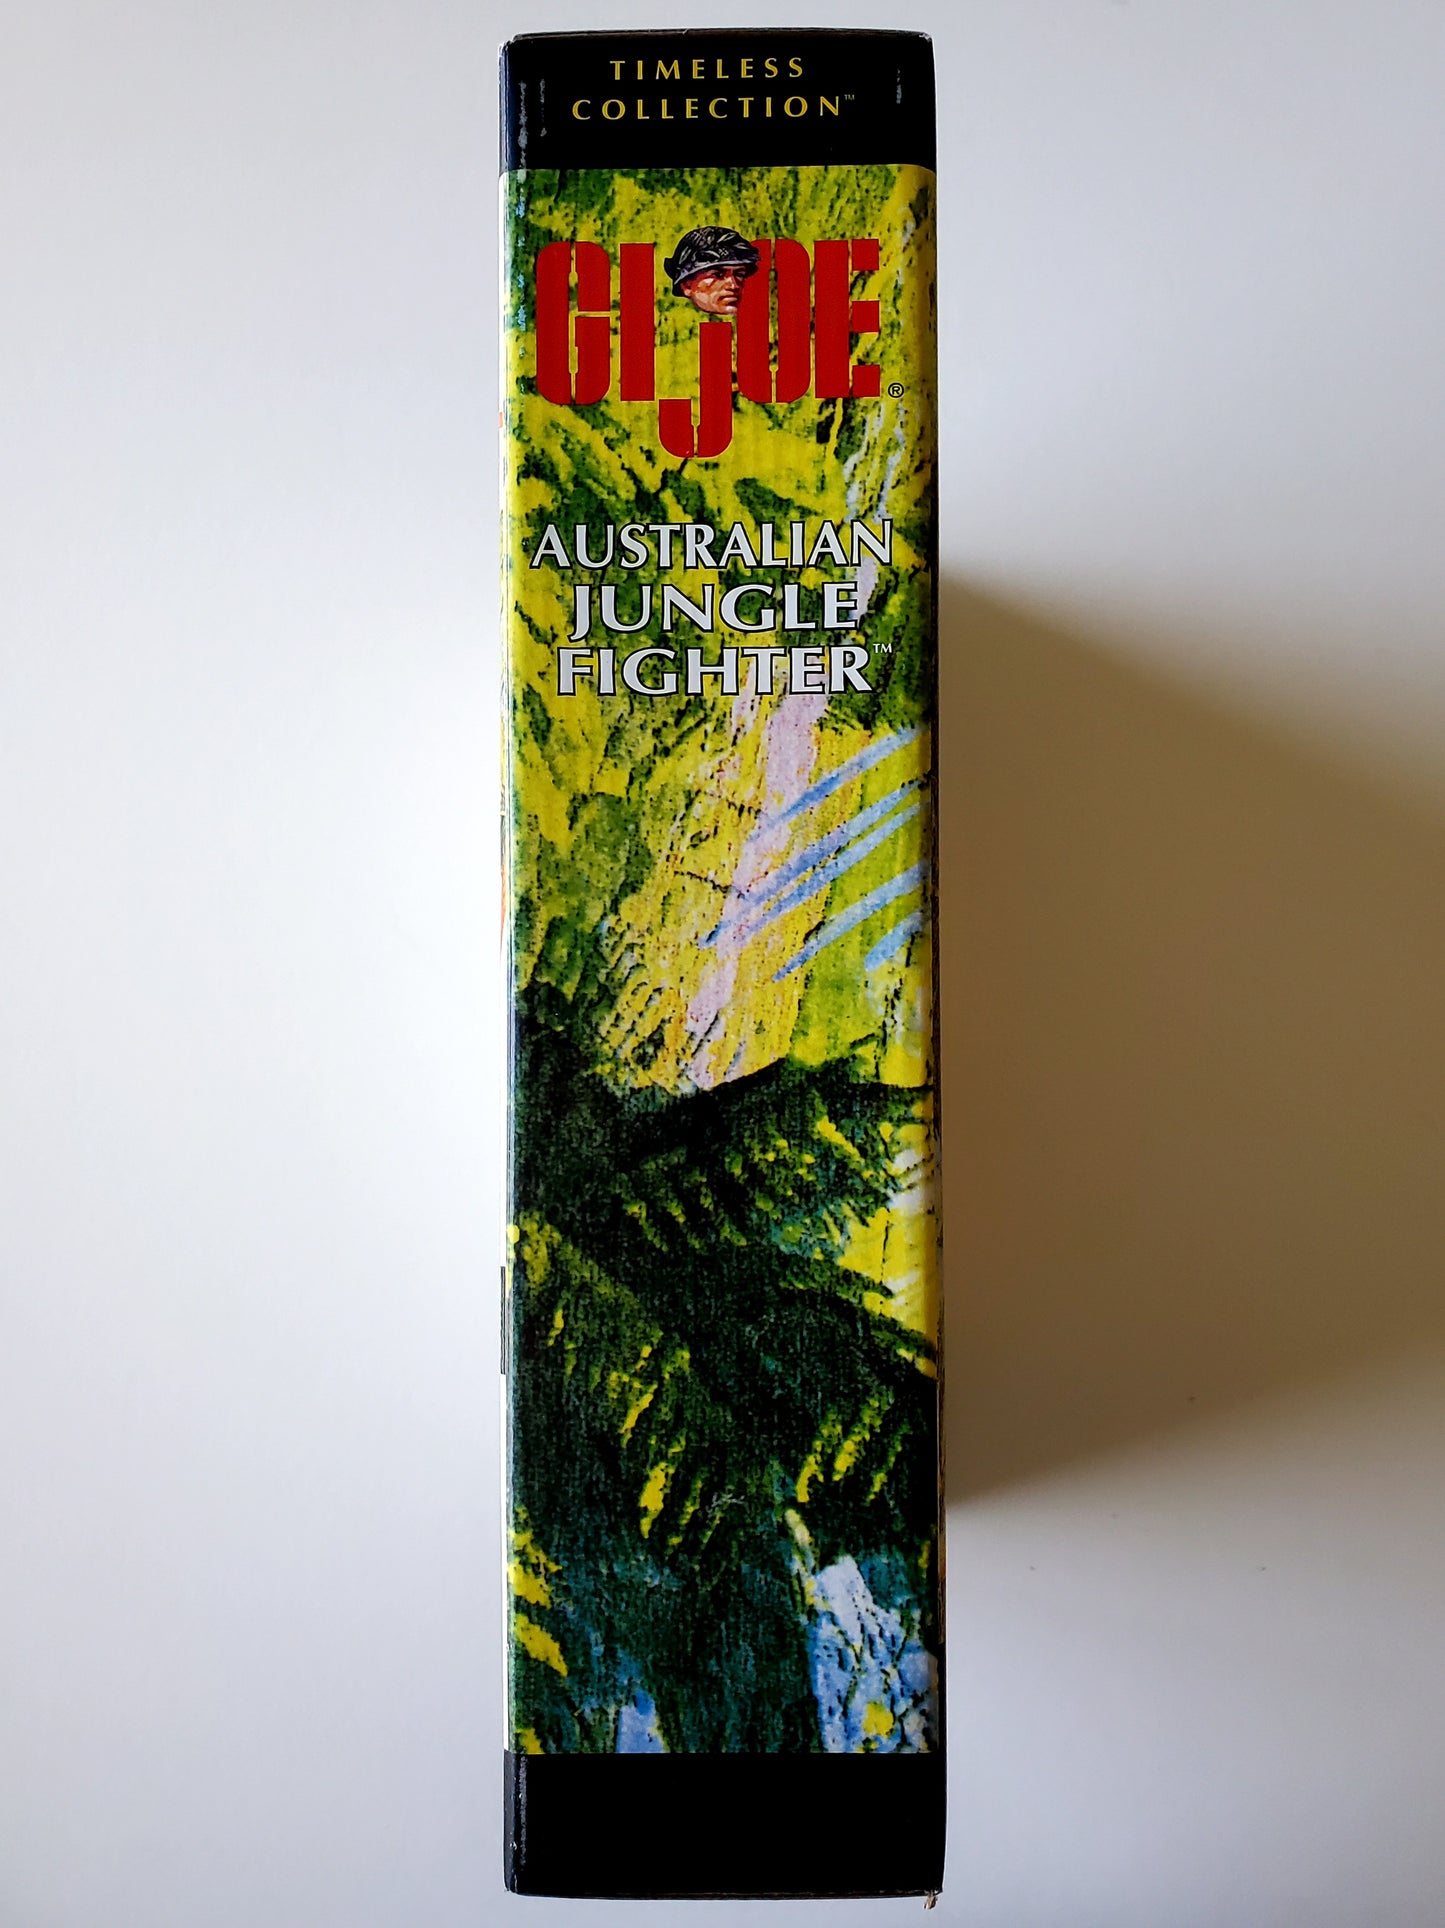 TIMELESS
COLLECTION™
GI JOE®
AUSTRALIAN
JUNGLE
FIGHTER™